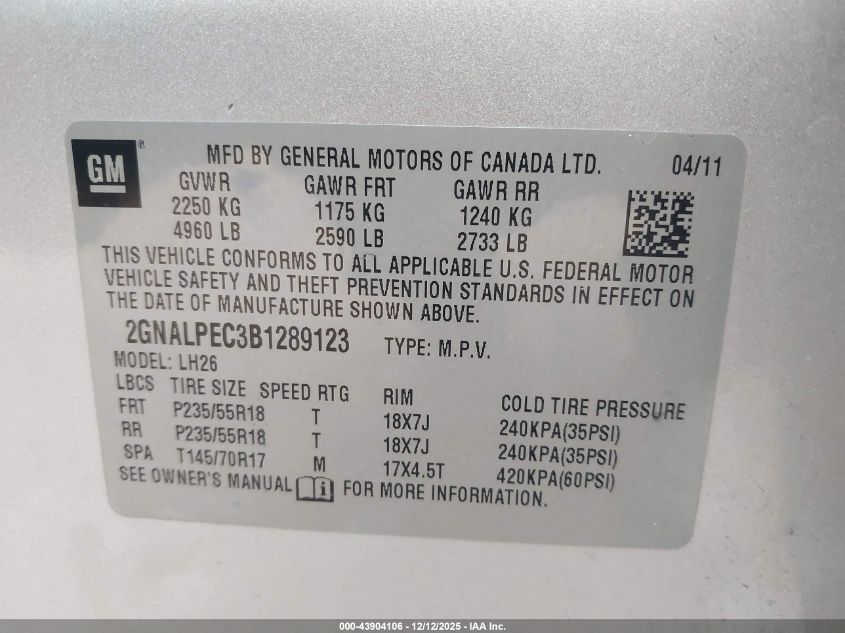 GM ®
MFD BY GENERAL MOTORS OF CANADA LTD. 04/11
GVWR GAWR FRT GAWR RR
2250 KG 1175 KG 1240 KG
4960 LB 2590 LB 2733 LB
THIS VEHICLE CONFORMS TO ALL APPLICABLE U.S. FEDERAL MOTOR
VEHICLE SAFETY AND THEFT PREVENTION STANDARDS IN EFFECT ON
THE DATE OF MANUFACTURE SHOWN ABOVE.
2GNALPEC3B1289123 TYPE: M.P.V.
MODEL: LH26
LBCS TIRE SIZE SPEED RTG RIM COLD TIRE PRESSURE
FRT P235/55R18 T 18X7J 240KPA(35PSI)
RR P235/55R18 T 18X7J 240KPA(35PSI)
SPA T145/70R17 M 17X4.5T 420KPA(60PSI)
SEE OWNER'S MANUAL FOR MORE INFORMATION.
000-43904106 - 12/12/2025 - IAA Inc.